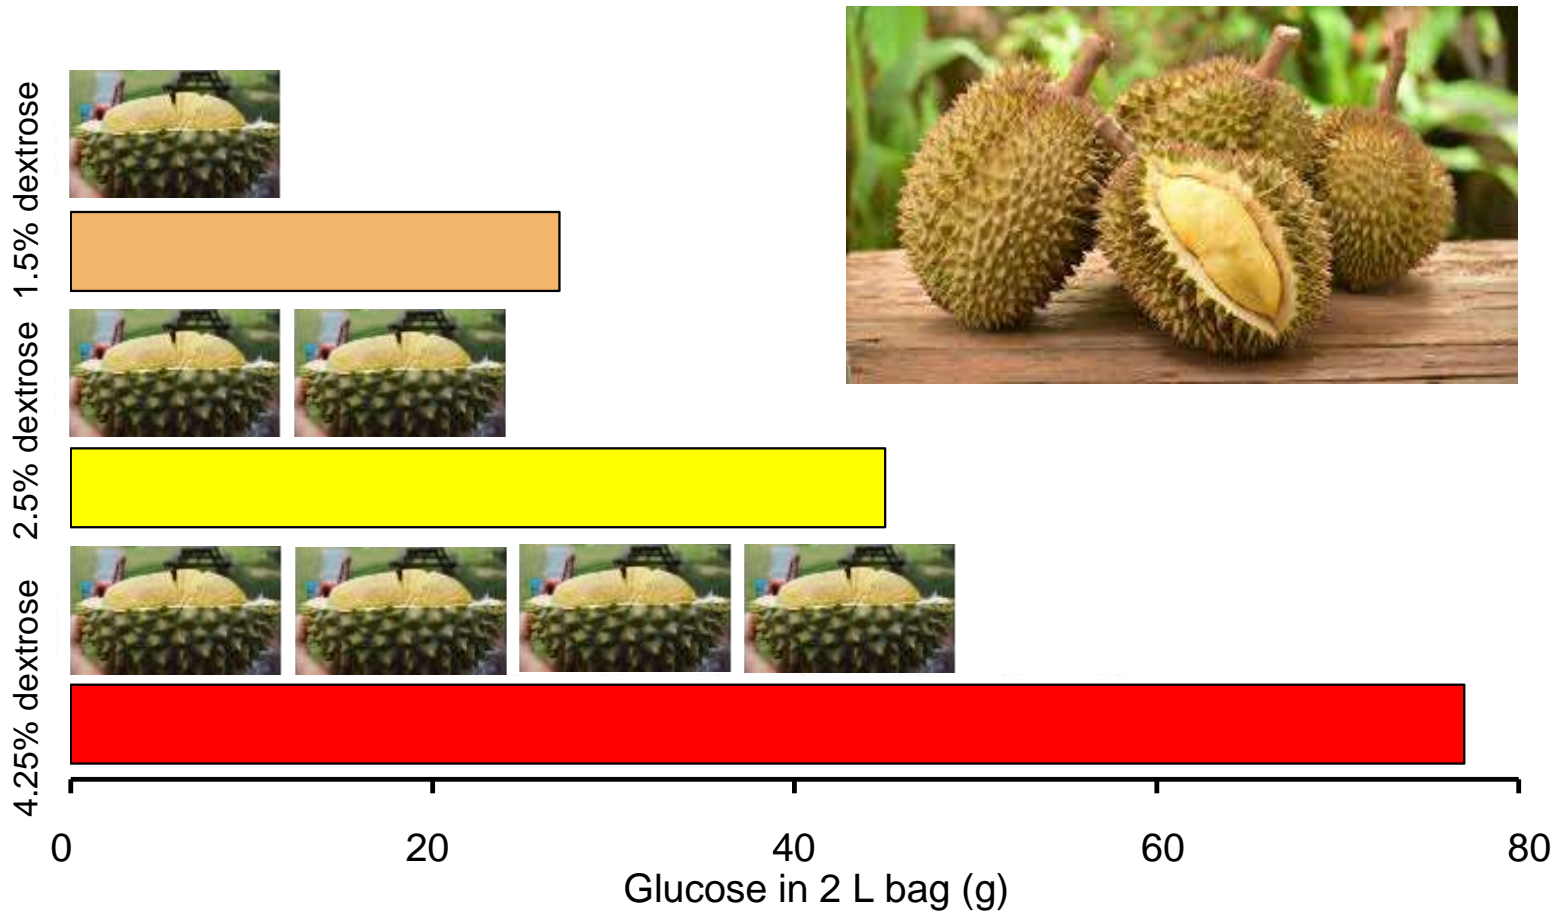 1.5% dextrose
2.5% dextrose
4.25% dextrose
0 20 40 60 80
Glucose in 2 L bag (g)